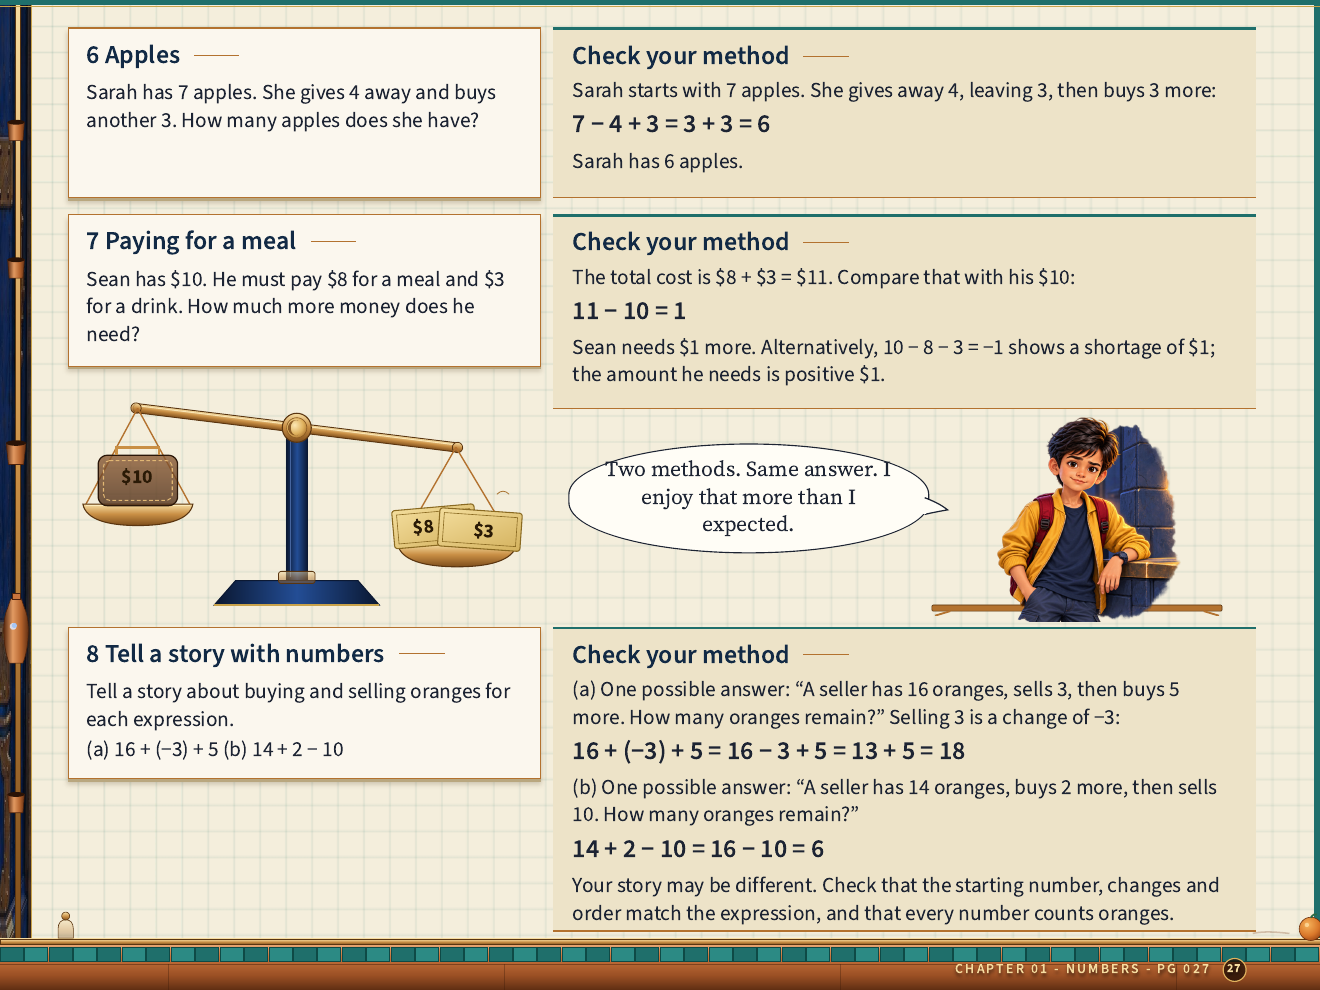 6 Apples
Sarah has 7 apples. She gives 4 away and buys
another 3. How many apples does she have?
Check your method
Sarah starts with 7 apples. She gives away 4, leaving 3, then buys 3 more:
7 − 4 + 3 = 3 + 3 = 6
Sarah has 6 apples.
7 Paying for a meal
Sean has $10. He must pay $8 for a meal and $3
for a drink. How much more money does he
need?
Check your method
The total cost is $8 + $3 = $11. Compare that with his $10:
11 − 10 = 1
Sean needs $1 more. Alternatively, 10 − 8 − 3 = −1 shows a shortage of $1;
the amount he needs is positive $1.
$10
$8
$3
Two methods. Same answer. I
enjoy that more than I
expected.
8 Tell a story with numbers
Tell a story about buying and selling oranges for
each expression.
(a) 16 + (−3) + 5 (b) 14 + 2 − 10
Check your method
(a) One possible answer: “A seller has 16 oranges, sells 3, then buys 5
more. How many oranges remain?” Selling 3 is a change of −3:
16 + (−3) + 5 = 16 − 3 + 5 = 13 + 5 = 18
(b) One possible answer: “A seller has 14 oranges, buys 2 more, then sells
10. How many oranges remain?”
14 + 2 − 10 = 16 − 10 = 6
Your story may be different. Check that the starting number, changes and
order match the expression, and that every number counts oranges.
CHAPTER 01 - NUMBERS - PG 027 27